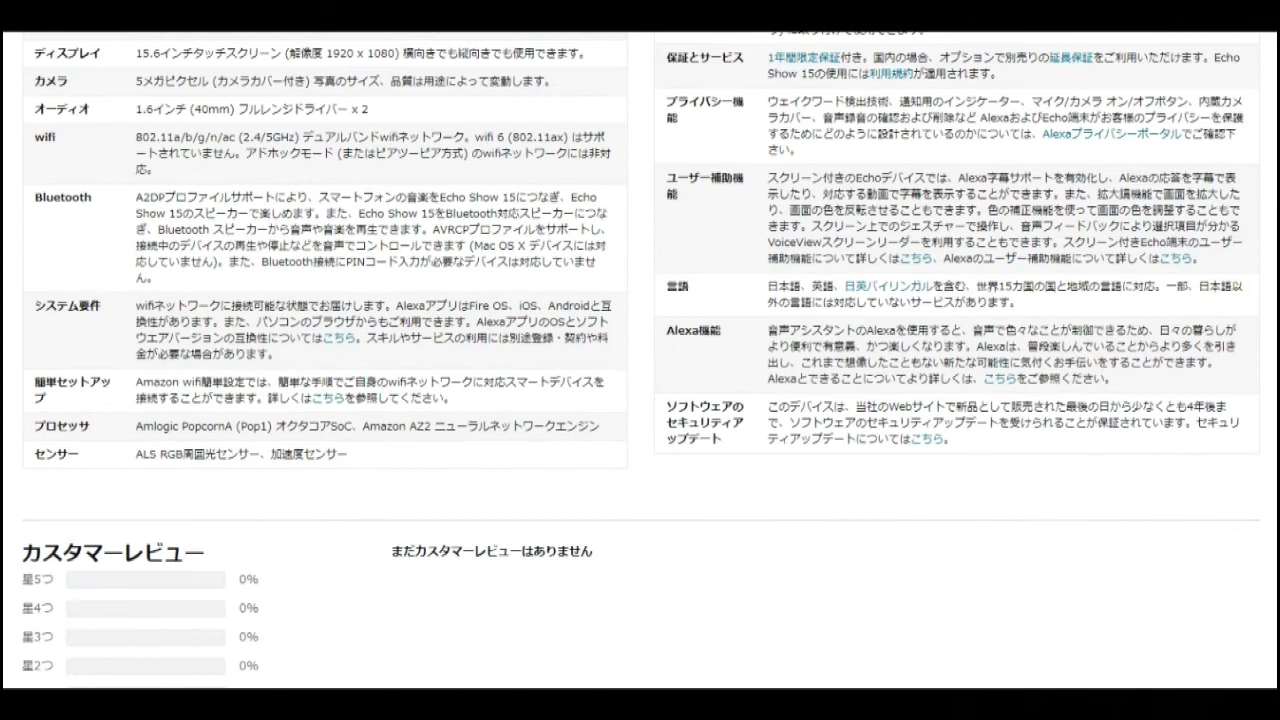 ディスプレイ
15.6インチタッチスクリーン (解像度 1920 x 1080) 横向きでも縦向きでも使用できます。
カメラ
5メガピクセル (カメラカバー付き) 写真のサイズ、品質は用途によって変動します。
オーディオ
1.6インチ (40mm) フルレンジドライバー x 2
wifi
802.11a/b/g/n/ac (2.4/5GHz) デュアルバンドwifiネットワーク。wifi 6 (802.11ax) はサポ
ートされていません。アドホックモード (またはピアツーピア方式) のwifiネットワークには非対
応。
Bluetooth
A2DPプロファイルサポートにより、スマートフォンの音楽をEcho Show 15につなぎ、Echo
Show 15のスピーカーで楽しめます。また、Echo Show 15をBluetooth対応スピーカーにつな
ぎ、Bluetooth スピーカーから音声や音楽を再生できます。AVRCPプロファイルをサポートし、
接続中のデバイスの再生や停止などを音声でコントロールできます (Mac OS X デバイスには対
応していません)。また、Bluetooth接続にPINコード入力が必要なデバイスは対応していませ
ん。
システム要件
wifiネットワークに接続可能な状態でお届けします。AlexaアプリはFire OS、iOS、Androidと互
換性があります。また、パソコンのブラウザからもご利用できます。AlexaアプリのOSとソフト
ウエアバージョンの互換性についてはこちら。スキルやサービスの利用には別途登録・契約や料
金が必要な場合があります。
簡単セットアッ
プ
Amazon wifi簡単設定では、簡単な手順でご自身のwifiネットワークに対応スマートデバイスを
接続することができます。詳しくはこちらを参照してください。
プロセッサ
Amlogic PopcornA (Pop1) オクタコアSoC、Amazon AZ2 ニューラルネットワークエンジン
センサー
ALS RGB周囲光センサー、加速度センサー
保証とサービス
1年間限定保証付き。国内の場合、オプションで別売りの延長保証をご利用いただけます。Echo
Show 15の使用には利用規約が適用されます。
プライバシー機
能
ウェイクワード検出技術、通知用のインジケーター、マイク/カメラ オン/オフボタン、内蔵カメ
ラカバー、音声録音の確認および削除など AlexaおよびEcho端末がお客様のプライバシーを保護
するためにどのように設計されているのかについては、Alexaプライバシーポータルでご確認下
さい。
ユーザー補助機
能
スクリーン付きのEchoデバイスでは、Alexa字幕サポートを有効化し、Alexaの応答を字幕で表
示したり、対応する動画で字幕を表示することができます。また、拡大鏡機能で画面を拡大した
り、画面の色を反転させることもできます。色の補正機能を使って画面の色を調整することもで
きます。スクリーン上でのジェスチャーで操作し、音声フィードバックにより選択項目が分かる
VoiceViewスクリーンリーダーを利用することもできます。スクリーン付きEcho端末のユーザー
補助機能について詳しくはこちら、Alexaのユーザー補助機能について詳しくはこちら。
言語
日本語、英語、日英バイリンガルを含む、世界15カ国の国と地域の言語に対応。一部、日本語以
外の言語には対応していないサービスがあります。
Alexa機能
音声アシスタントのAlexaを使用すると、音声で色々なことが制御できるため、日々の暮らしが
より便利で有意義、かつ楽しくなります。Alexaは、普段楽しんでいることからより多くを引き
出し、これまで想像したこともない新たな可能性に気付くお手伝いをすることができます。
Alexaとできることについてより詳しくは、こちらをご参照ください。
ソフトウェアの
セキュリティア
ップデート
このデバイスは、当社のWebサイトで新品として販売された最後の日から少なくとも4年後ま
で、ソフトウェアのセキュリティアップデートを受けられることが保証されています。セキュリ
ティアップデートについてはこちら。
カスタマーレビュー
まだカスタマーレビューはありません
星5つ 0%
星4つ 0%
星3つ 0%
星2つ 0%